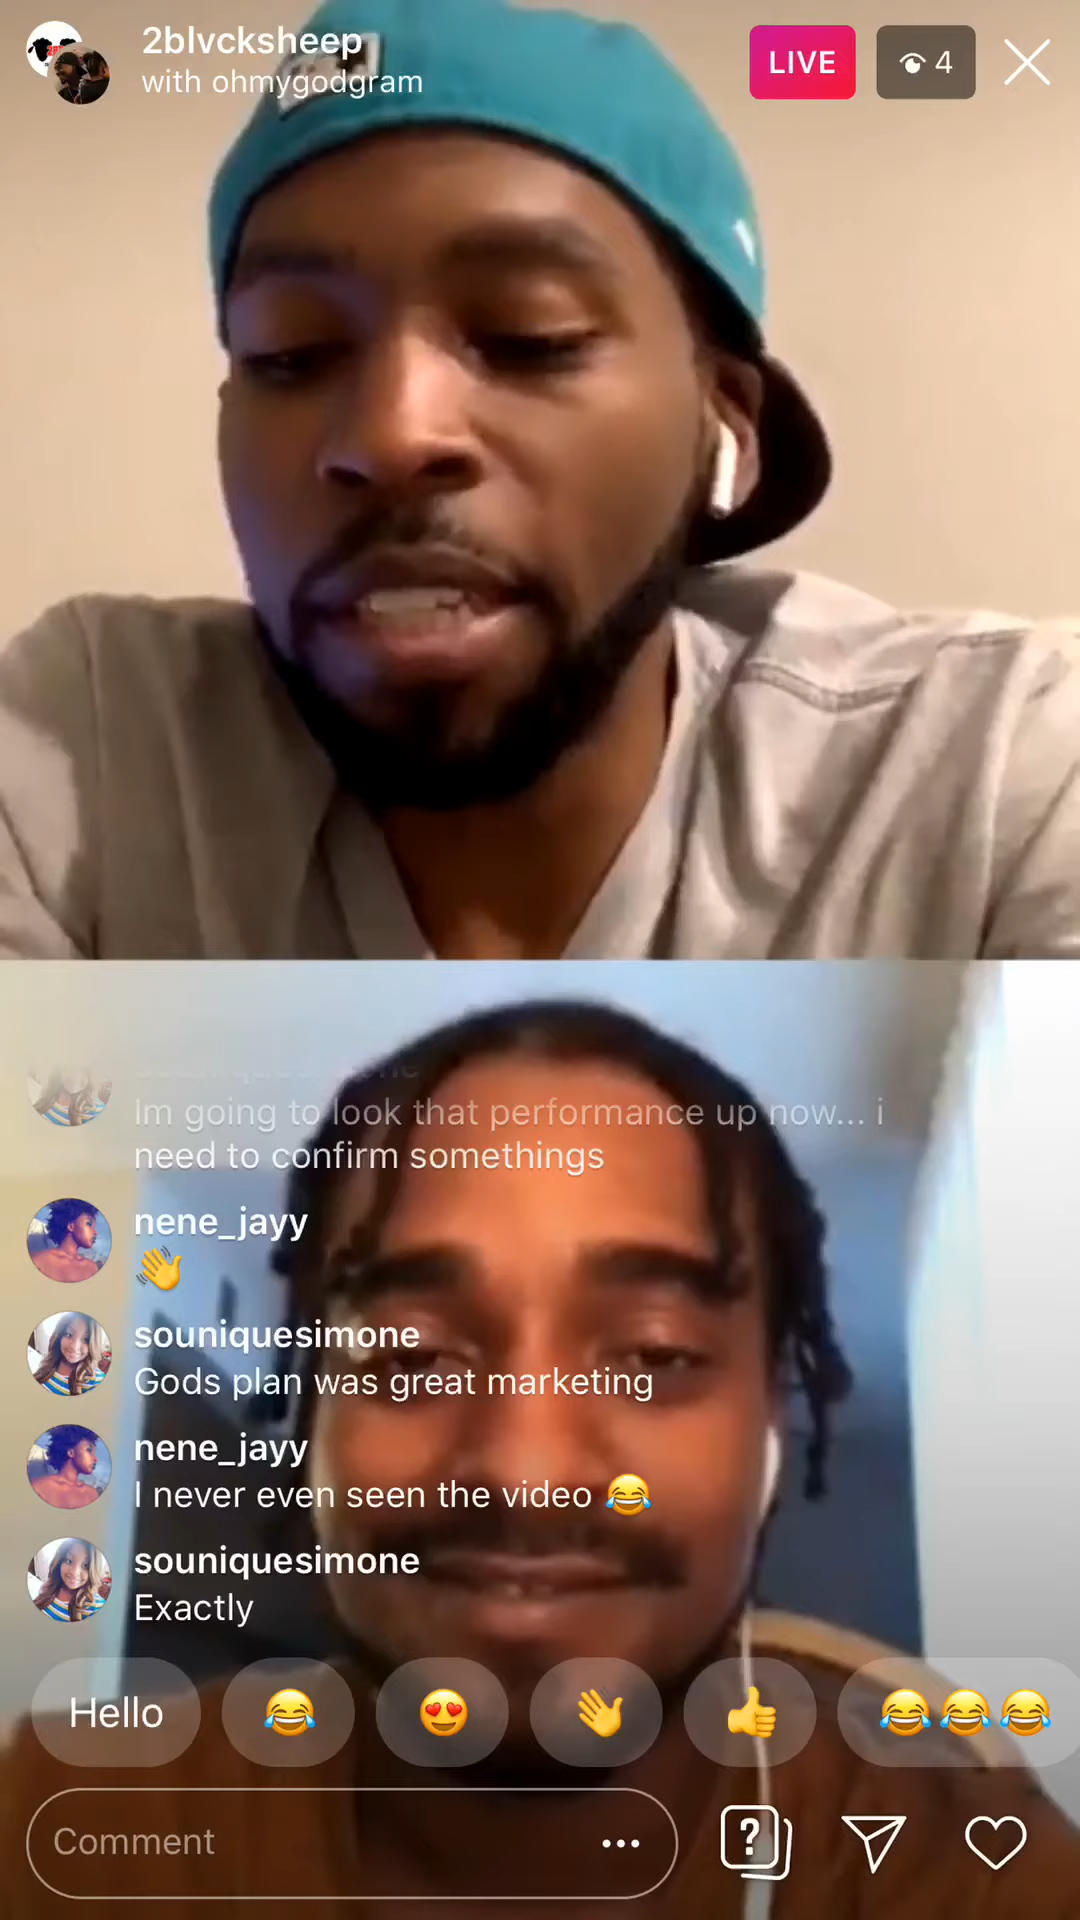 2blvcksheep
with ohmygodgram
LIVE
4
Im going to look that performance up now... i
need to confirm somethings
nene_jayy
👋
souniquesimone
Gods plan was great marketing
nene_jayy
I never even seen the video 😂
souniquesimone
Exactly
Hello
😂
😍
👋
👍
😂😂😂
Comment
?